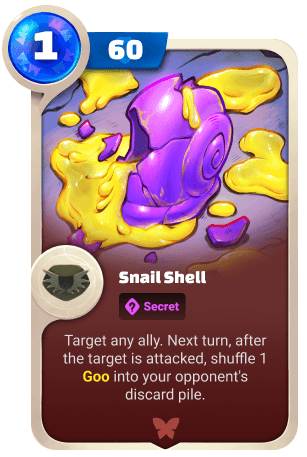 1
60
Snail Shell
Secret
Target any ally. Next turn, after
the target is attacked, shuffle 1
Goo into your opponent's
discard pile.